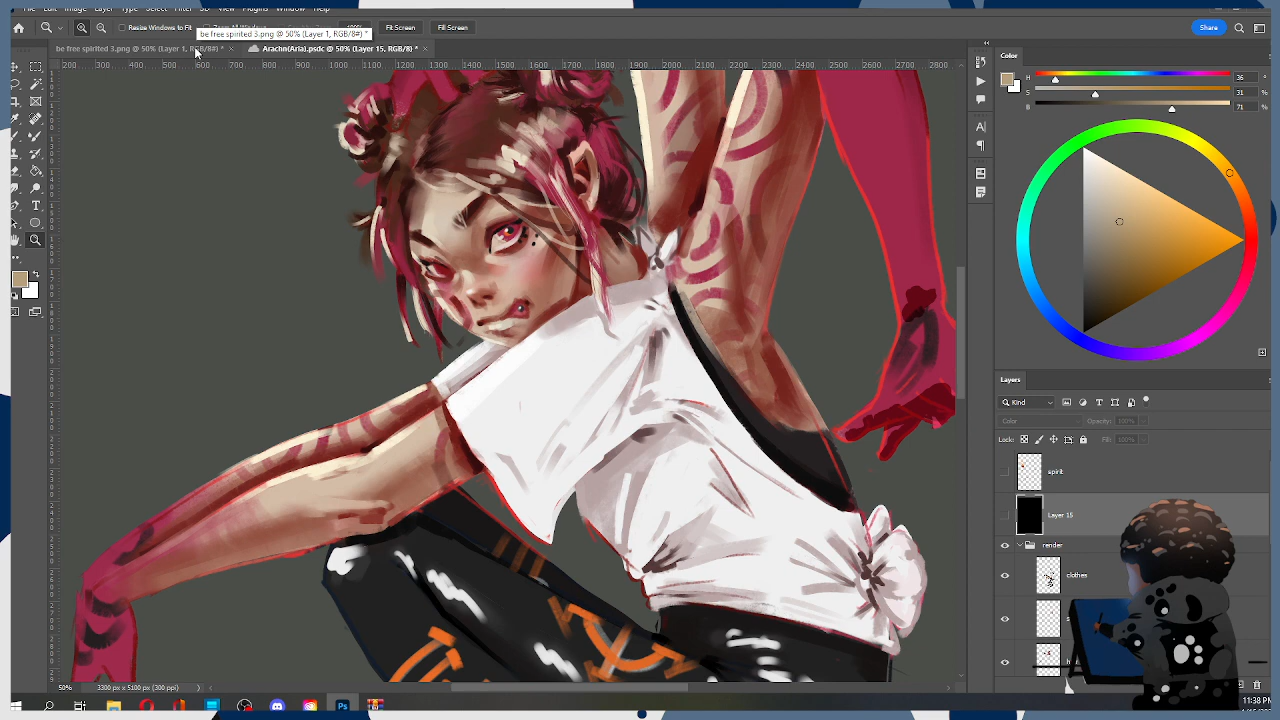 File Edit Image Layer Type Select Filter 3D View Plugins Window Help
Resize Windows to Fit
Fit Screen
Fill Screen
Share
be free spirited 3.png @ 50% (Layer 1, RGB/8#) *
be free spirited 3.png @ 50% (Layer 1, RGB/8#) * ×
Arachn(Aria).psdc @ 50% (Layer 15, RGB/8) * ×
200 300 400 500 600 700 800 900 1000 1100 1200 1300 1400 1500 1600 1700 1800 1900 2000 2100 2200 2300 2400 2500 2600 2700 2800
Color
H 35 °
S 31 %
B 71 %
Layers
Kind
Color
Opacity: 100%
Lock:
Fill: 100%
spirit
Layer 15
render
clothes
50%
3300 px x 5100 px (300 ppi)
11:38 PM